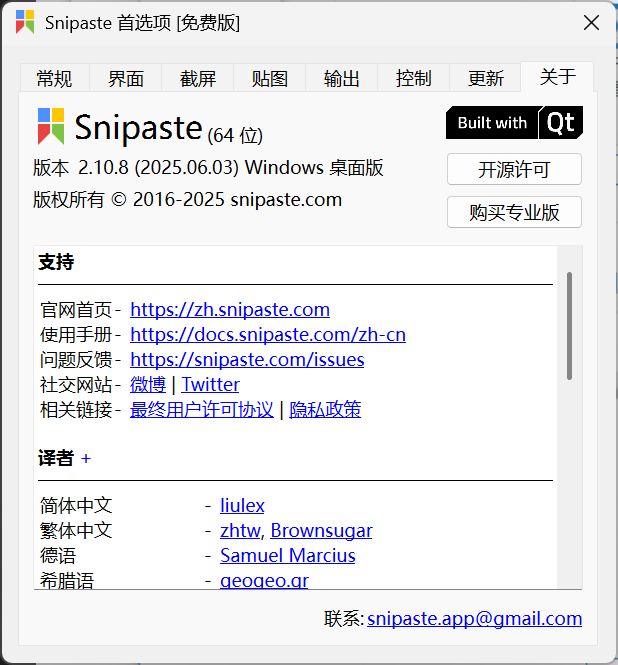 Snipaste 首选项 [免费版]
常规 界面 截屏 贴图 输出 控制 更新 关于
Snipaste (64 位)
Built with Qt
版本 2.10.8 (2025.06.03) Windows 桌面版
开源许可
版权所有 © 2016-2025 snipaste.com
购买专业版
支持
官网首页 - https://zh.snipaste.com
使用手册 - https://docs.snipaste.com/zh-cn
问题反馈 - https://snipaste.com/issues
社交网站 - 微博 | Twitter
相关链接 - 最终用户许可协议 | 隐私政策
译者 +
简体中文 - liulex
繁体中文 - zhtw, Brownsugar
德语 - Samuel Marcius
希腊语 - geogeo.gr
联系: snipaste.app@gmail.com